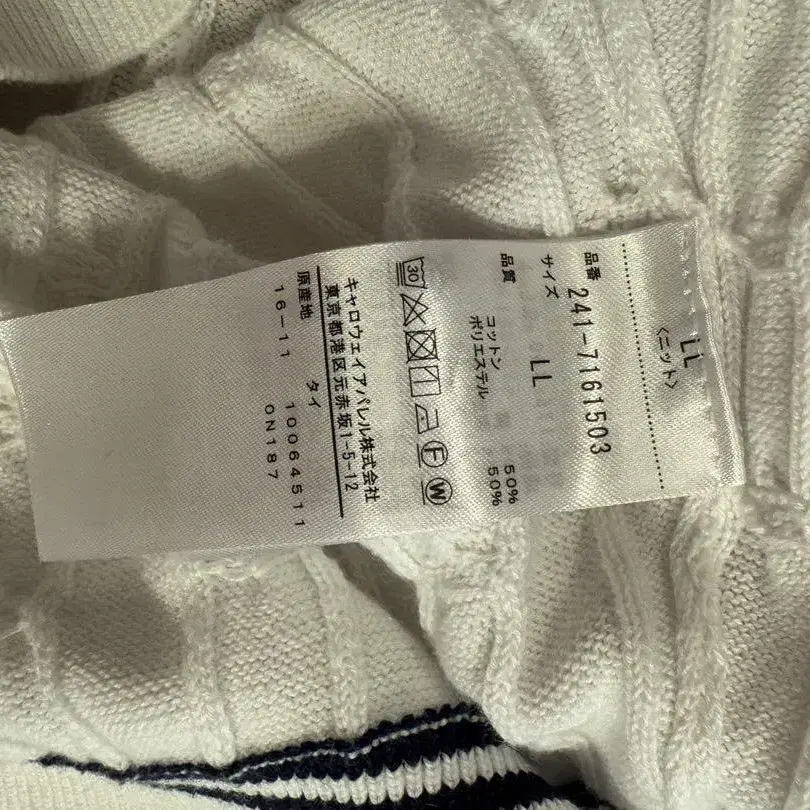 LL
〈ニット〉
品番 241-7161503
サイズ LL
品質
コットン 50%
ポリエステル 50%
30
F W
キャロウェイアパレル株式会社
東京都港区元赤坂1-5-12
原産地 タイ
16-11 10064511
0N187